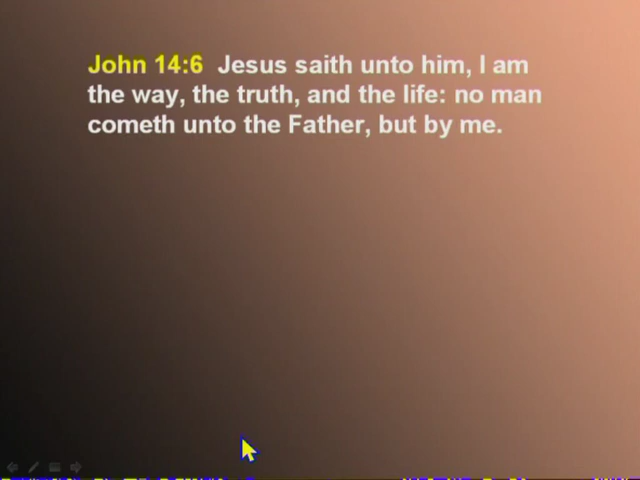 John 14:6 Jesus saith unto him, I am
the way, the truth, and the life: no man
cometh unto the Father, but by me.